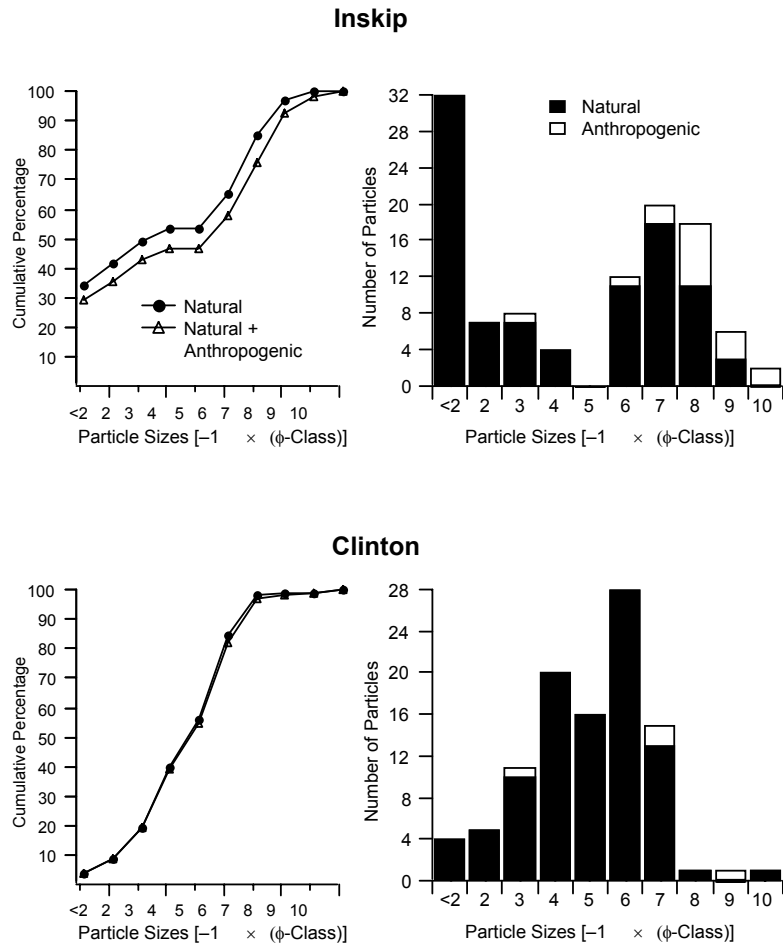 Inskip
100
90
80
70
60
50
40
30
20
10
Cumulative Percentage
Natural
Natural +
Anthropogenic
<2 2 3 4 5 6 7 8 9 10
Particle Sizes [–1 × (ϕ-Class)]
32
28
24
20
16
12
8
4
0
Number of Particles
Natural
Anthropogenic
<2 2 3 4 5 6 7 8 9 10
Particle Sizes [–1 × (ϕ-Class)]
Clinton
100
90
80
70
60
50
40
30
20
10
Cumulative Percentage
<2 2 3 4 5 6 7 8 9 10
Particle Sizes [–1 × (ϕ-Class)]
28
24
20
16
12
8
4
0
Number of Particles
<2 2 3 4 5 6 7 8 9 10
Particle Sizes [–1 × (ϕ-Class)]